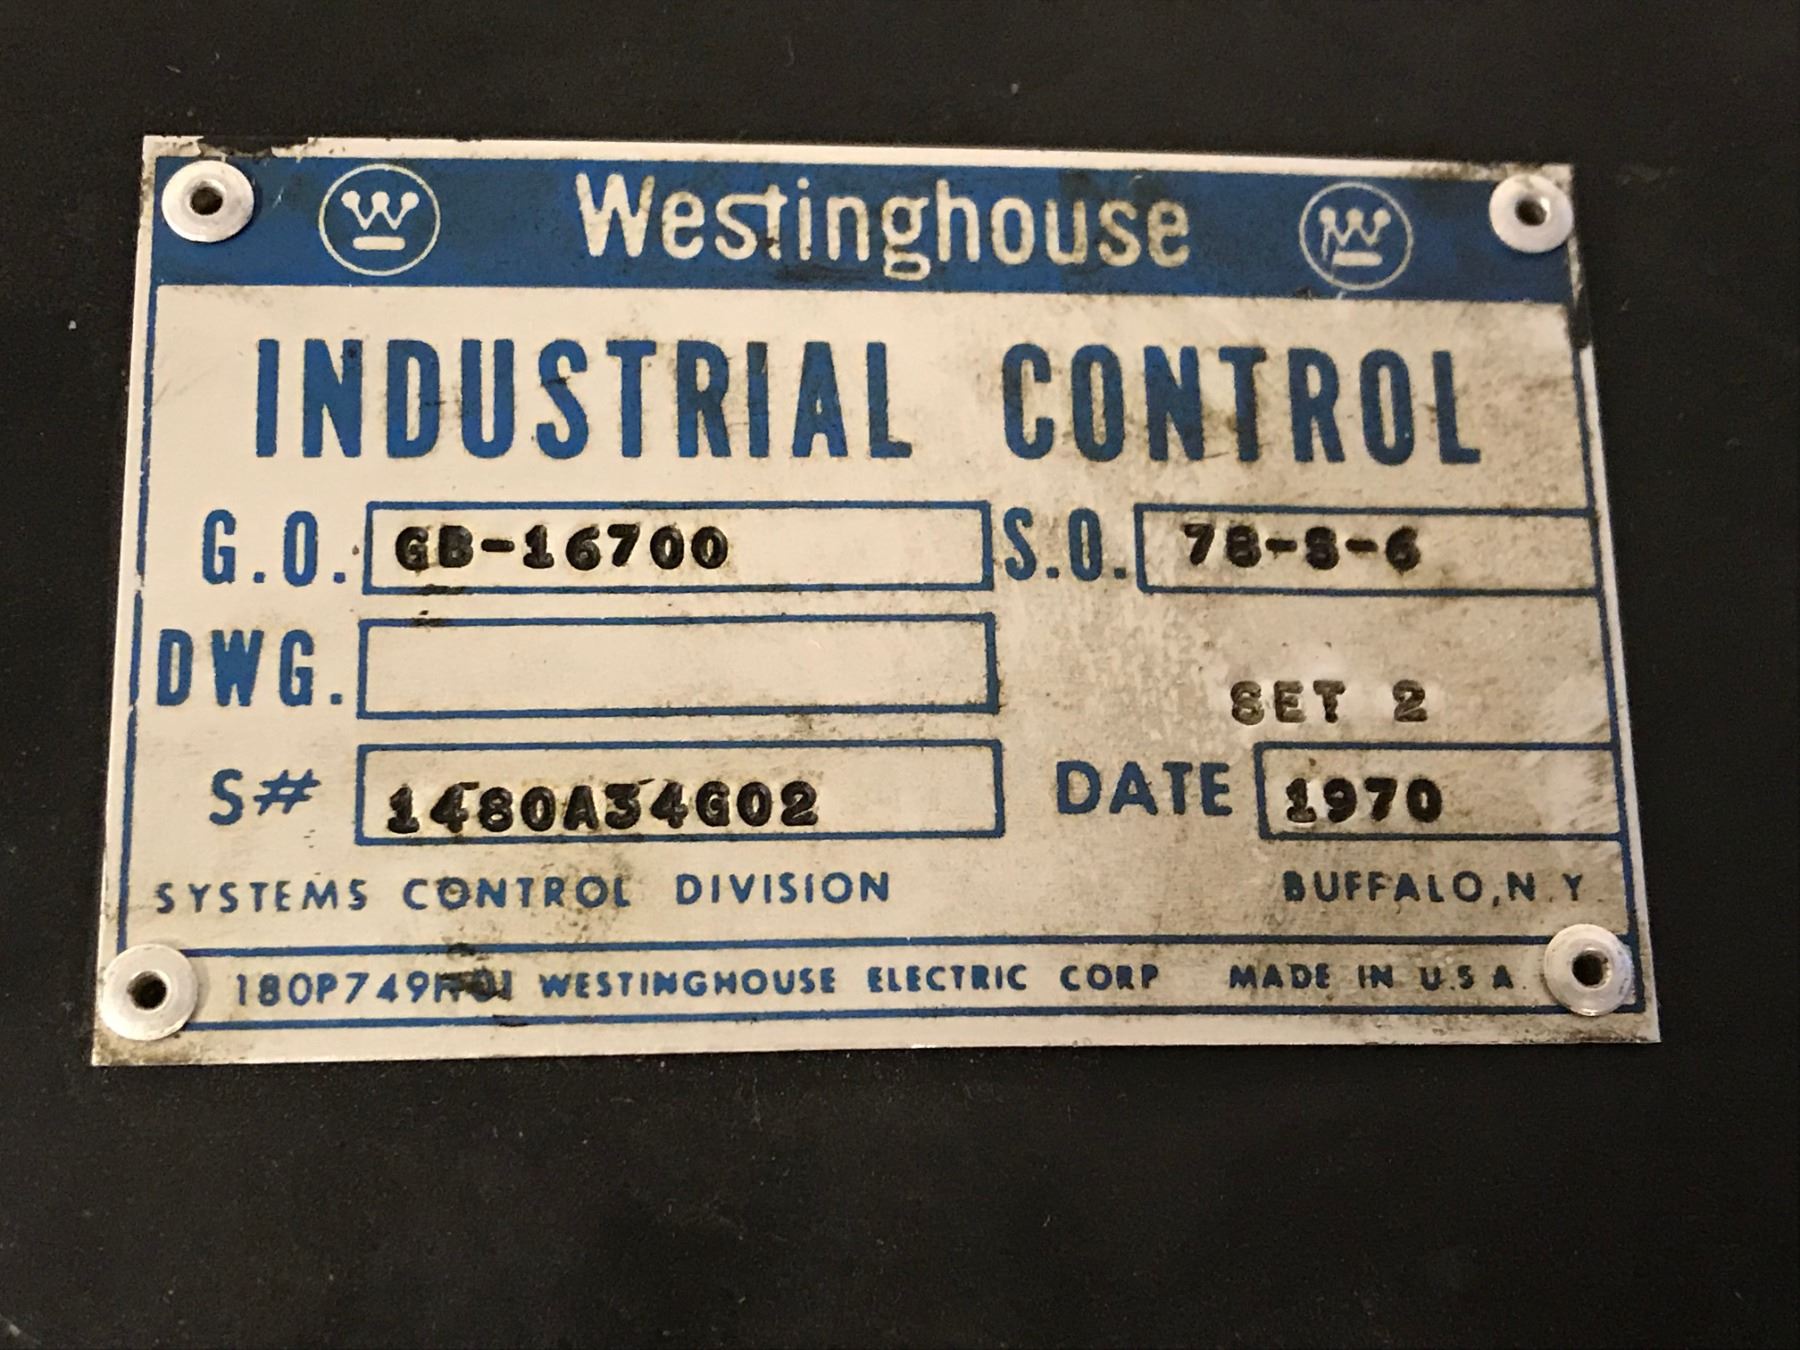 Westinghouse
INDUSTRIAL CONTROL
G.O. GB-16700 S.O. 78-S-6
DWG.
SET 2
S# 1480A34G02 DATE 1970
SYSTEMS CONTROL DIVISION BUFFALO, N.Y
WESTINGHOUSE ELECTRIC CORP MADE IN U.S.A.